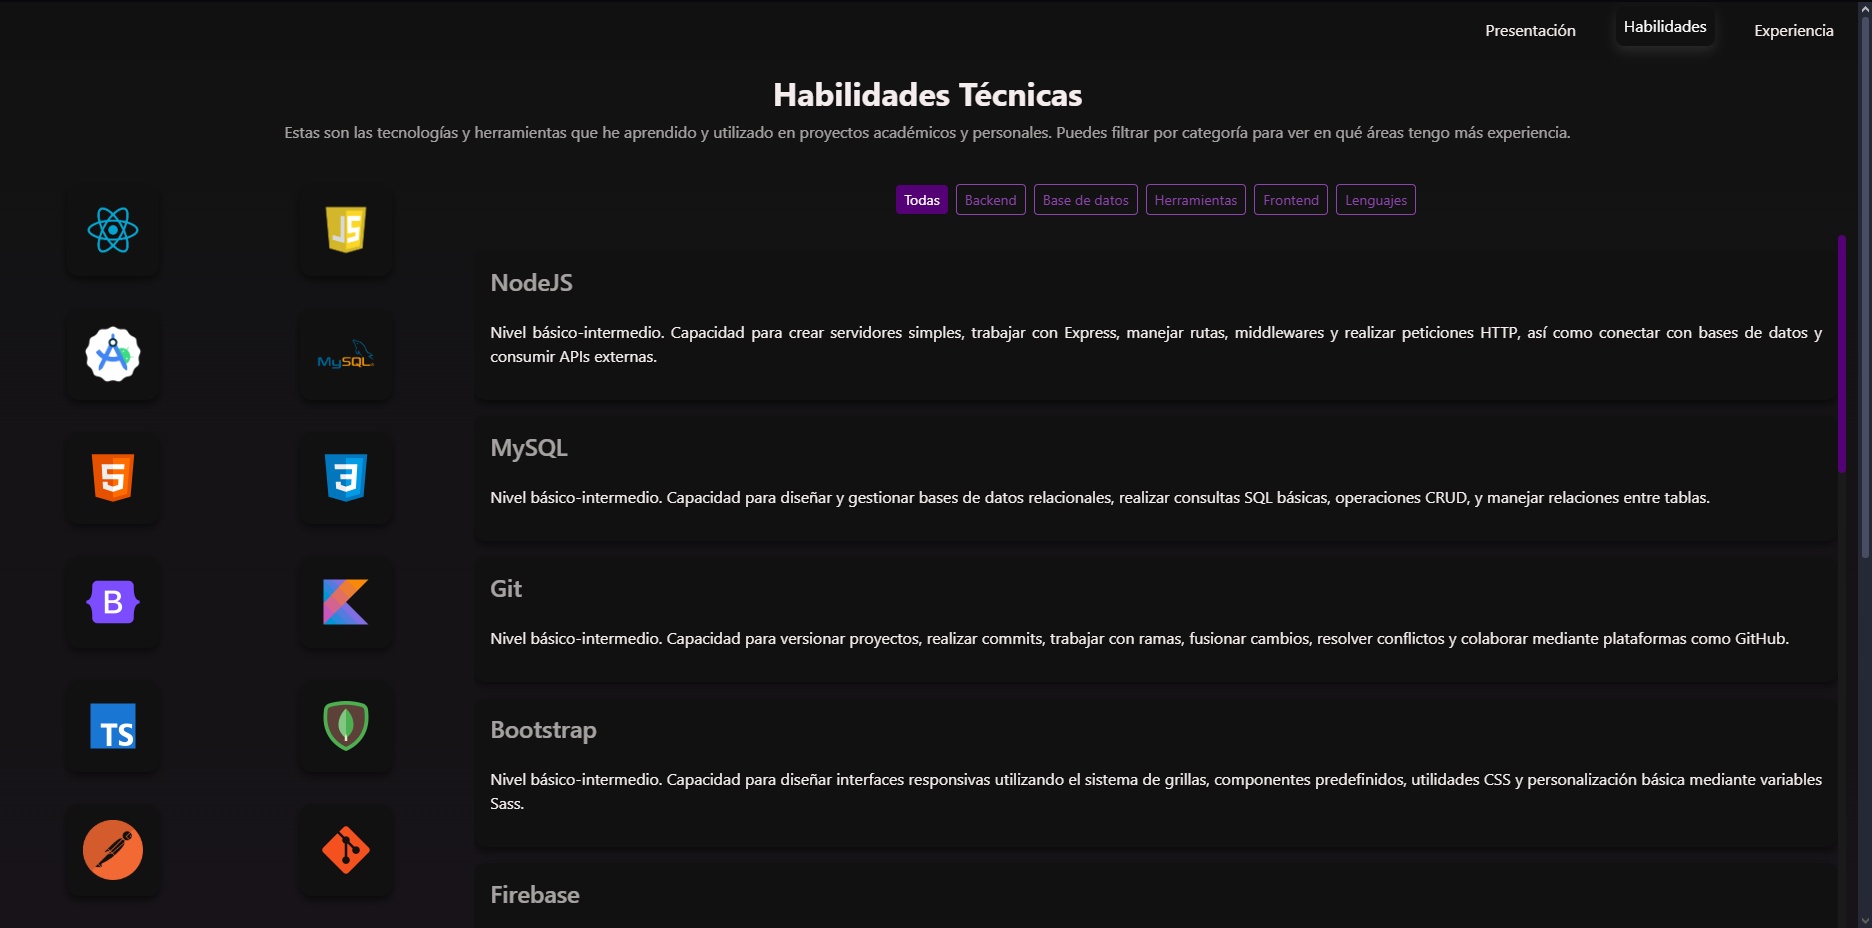 Presentación Habilidades Experiencia
Habilidades Técnicas
Estas son las tecnologías y herramientas que he aprendido y utilizado en proyectos académicos y personales. Puedes filtrar por categoría para ver en qué áreas tengo más experiencia.
Todas Backend Base de datos Herramientas Frontend Lenguajes
JS
MySQL
5
3
B
TS
NodeJS
Nivel básico-intermedio. Capacidad para crear servidores simples, trabajar con Express, manejar rutas, middlewares y realizar peticiones HTTP, así como conectar con bases de datos y
consumir APIs externas.
MySQL
Nivel básico-intermedio. Capacidad para diseñar y gestionar bases de datos relacionales, realizar consultas SQL básicas, operaciones CRUD, y manejar relaciones entre tablas.
Git
Nivel básico-intermedio. Capacidad para versionar proyectos, realizar commits, trabajar con ramas, fusionar cambios, resolver conflictos y colaborar mediante plataformas como GitHub.
Bootstrap
Nivel básico-intermedio. Capacidad para diseñar interfaces responsivas utilizando el sistema de grillas, componentes predefinidos, utilidades CSS y personalización básica mediante variables
Sass.
Firebase